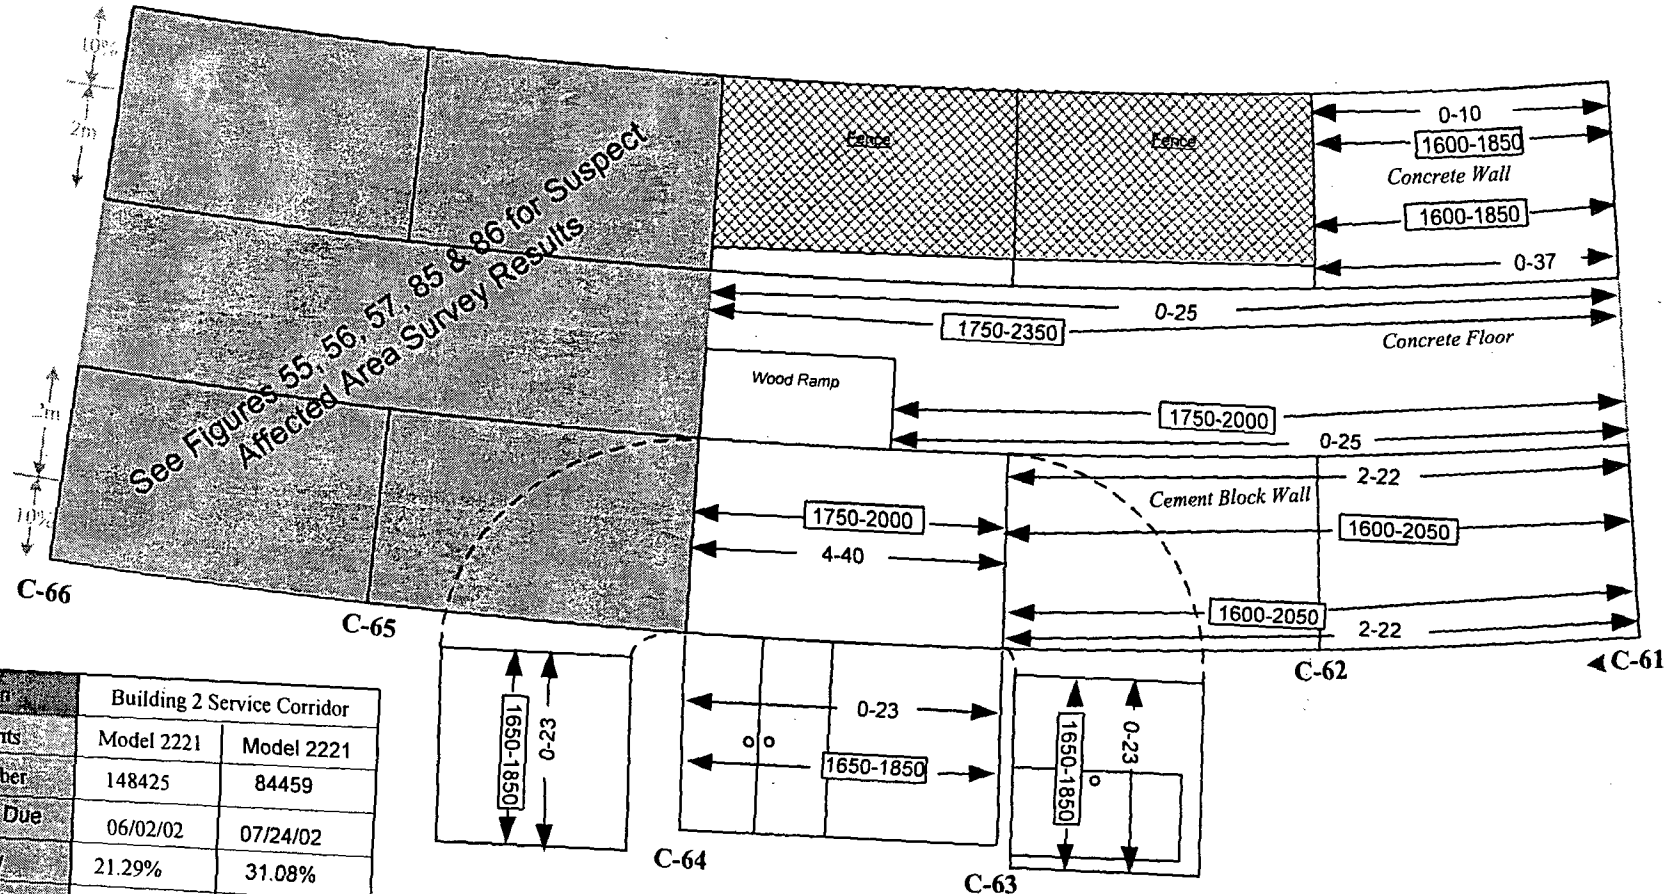 10%
2m
Fence
Fence
0-10
1600-1850
Concrete Wall
1600-1850
0-37
0-25
1750-2350
Concrete Floor
See Figures 55, 56, 57, 85 & 86 for Suspect
Affected Area Survey Results
Wood Ramp
1750-2000
0-25
2m
10%
2-22
Cement Block Wall
1750-2000
1600-2050
4-40
1600-2050
2-22
C-66
C-65
C-62
C-61
1650-1850
0-23
0-23
1650-1850
1650-1850
0-23
C-64
C-63
Building 2 Service Corridor
Model 2221 Model 2221
148425 84459
Due 06/02/02 07/24/02
21.29% 31.08%